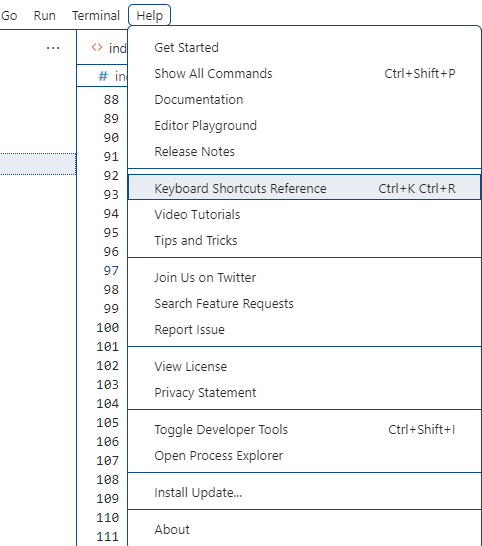 Go Run Terminal Help
... <> ind
# in
Get Started
Show All Commands Ctrl+Shift+P
Documentation
Editor Playground
Release Notes
Keyboard Shortcuts Reference Ctrl+K Ctrl+R
Video Tutorials
Tips and Tricks
Join Us on Twitter
Search Feature Requests
Report Issue
View License
Privacy Statement
Toggle Developer Tools Ctrl+Shift+I
Open Process Explorer
Install Update...
About
88
89
90
91
92
93
94
95
96
97
98
99
100
101
102
103
104
105
106
107
108
109
110
111